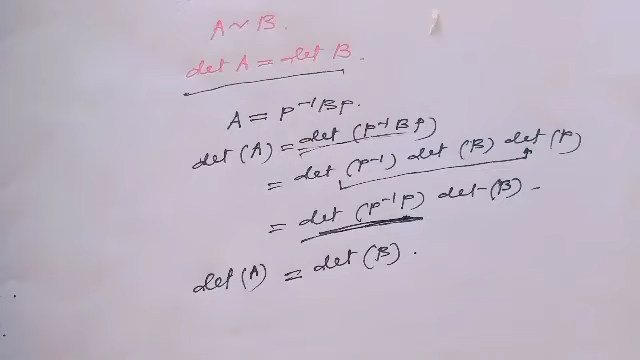 A ~ B.
det A = det B.
A = P⁻¹BP.
det (A) = det (P⁻¹BP)
= det (P⁻¹) det (B) det (P)
= det (P⁻¹P) det (B) -
det (A) = det (B).